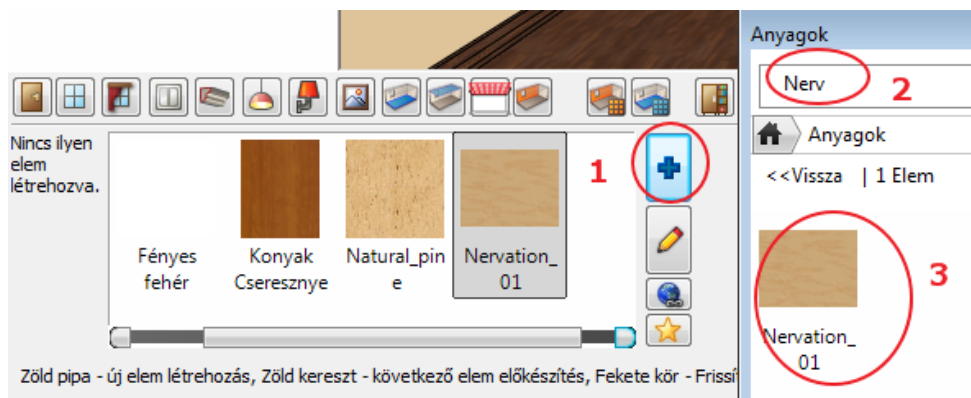 Anyagok
Nerv
2
Anyagok
<<Vissza | 1 Elem
Nincs ilyen
elem
létrehozva.
1
Fényes
fehér
Konyak
Cseresznye
Natural_pin
e
Nervation_
01
3
Nervation_
01
Zöld pipa - új elem létrehozás, Zöld kereszt - következő elem előkészítés, Fekete kör - Frissí